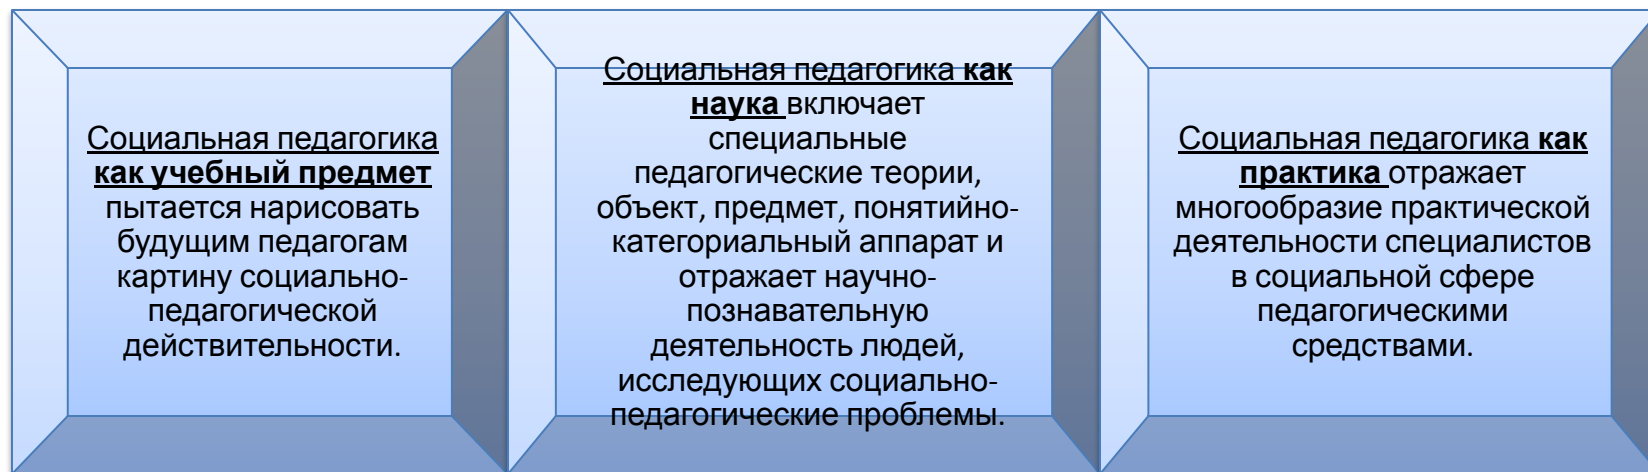 Социальная педагогика
как учебный предмет
пытается нарисовать
будущим педагогам
картину социально-
педагогической
действительности.
Социальная педагогика как
наука включает
специальные
педагогические теории,
объект, предмет, понятийно-
категориальный аппарат и
отражает научно-
познавательную
деятельность людей,
исследующих социально-
педагогические проблемы.
Социальная педагогика как
практика отражает
многообразие практической
деятельности специалистов
в социальной сфере
педагогическими
средствами.